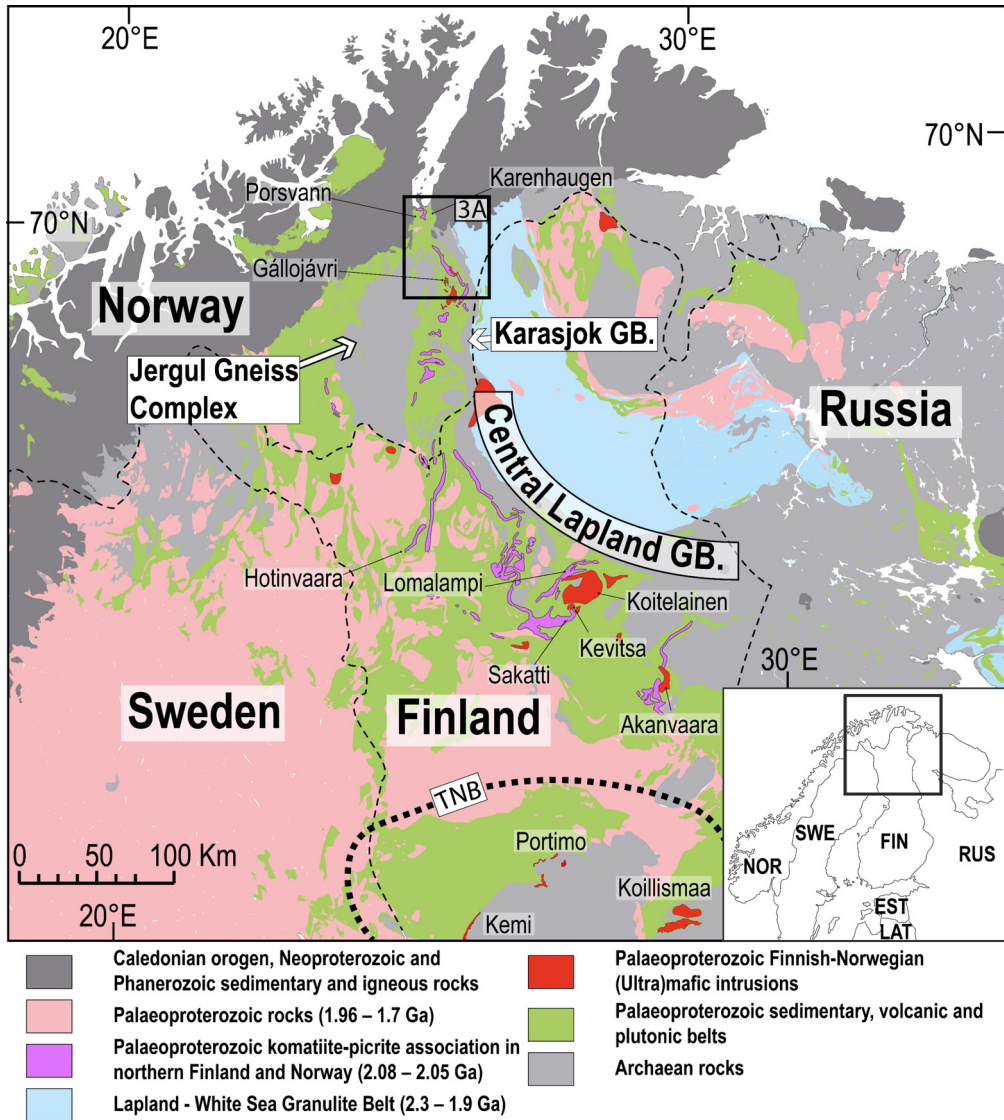 20°E
30°E
70°N
Karenhaugen
Porsvann
3A
70°N
Gállojávri
Norway
Karasjok GB.
Jergul Gneiss
Complex
Russia
Central Lapland GB.
Hotinvaara
Lomalampi
Koitelainen
Kevitsa
Sakatti
30°E
Sweden
Finland
Akanvaara
TNB
Portimo
0 50 100 Km
Koillismaa
20°E
Kemi
SWE
FIN
NOR
RUS
EST
LAT
Caledonian orogen, Neoproterozoic and
Phanerozoic sedimentary and igneous rocks
Palaeoproterozoic rocks (1.96 – 1.7 Ga)
Palaeoproterozoic komatiite-picrite association in
northern Finland and Norway (2.08 – 2.05 Ga)
Lapland - White Sea Granulite Belt (2.3 – 1.9 Ga)
Palaeoproterozoic Finnish-Norwegian
(Ultra)mafic intrusions
Palaeoproterozoic sedimentary, volcanic and
plutonic belts
Archaean rocks